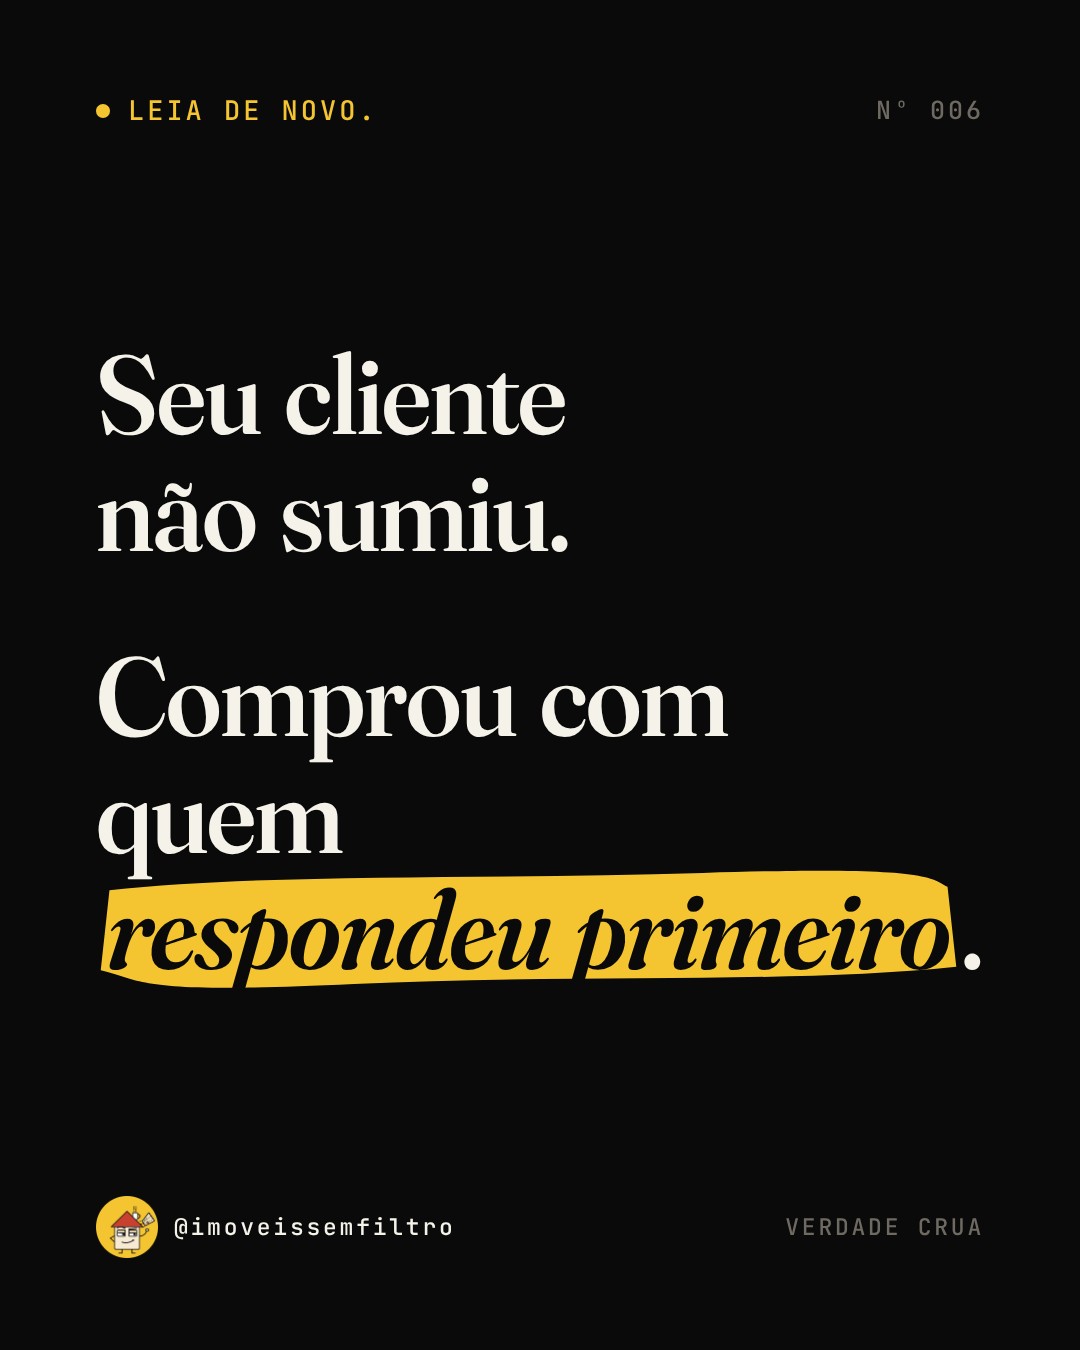 LEIA DE NOVO.
Nº 006
Seu cliente
não sumiu.
Comprou com
quem
respondeu primeiro.
@imoveissemfiltro
VERDADE CRUA